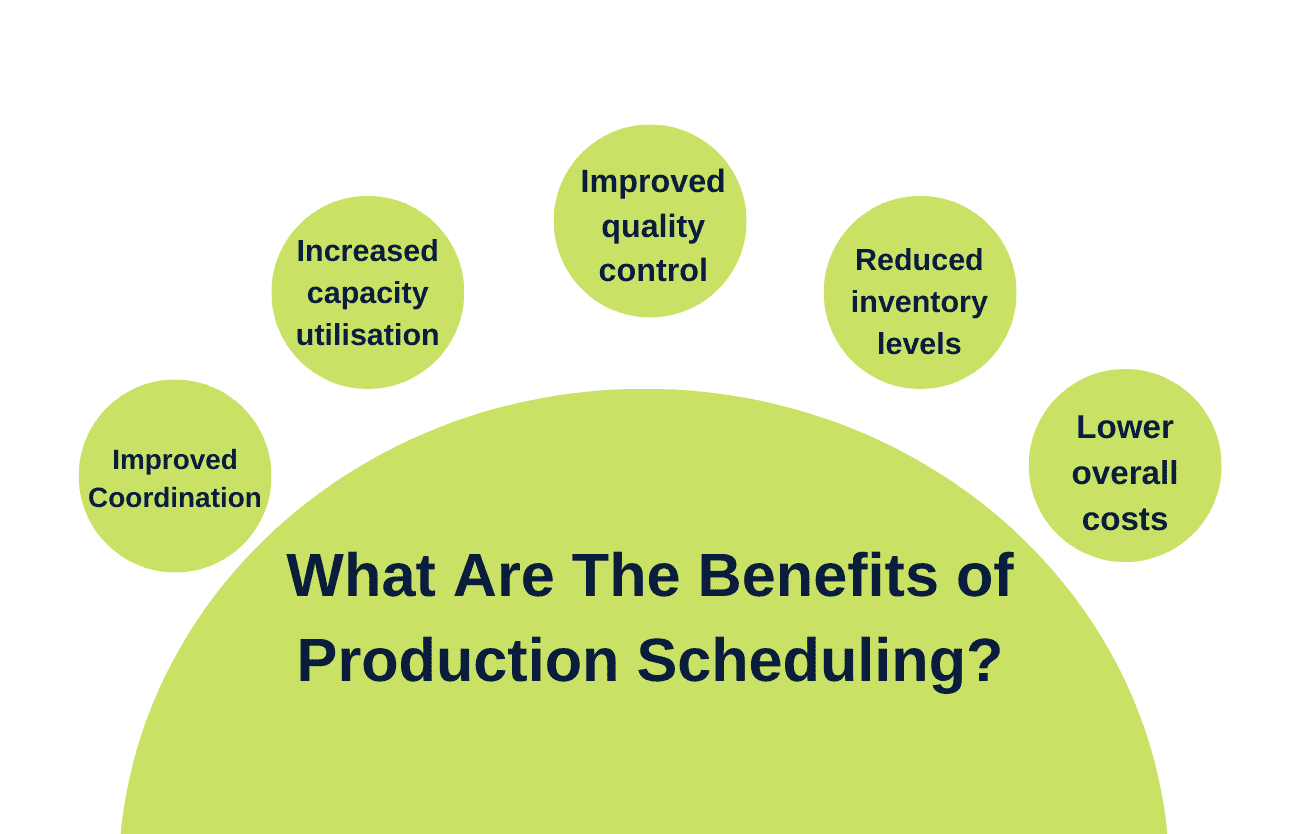 Improved
Coordination
Increased
capacity
utilisation
Improved
quality
control
Reduced
inventory
levels
Lower
overall
costs
What Are The Benefits of
Production Scheduling?